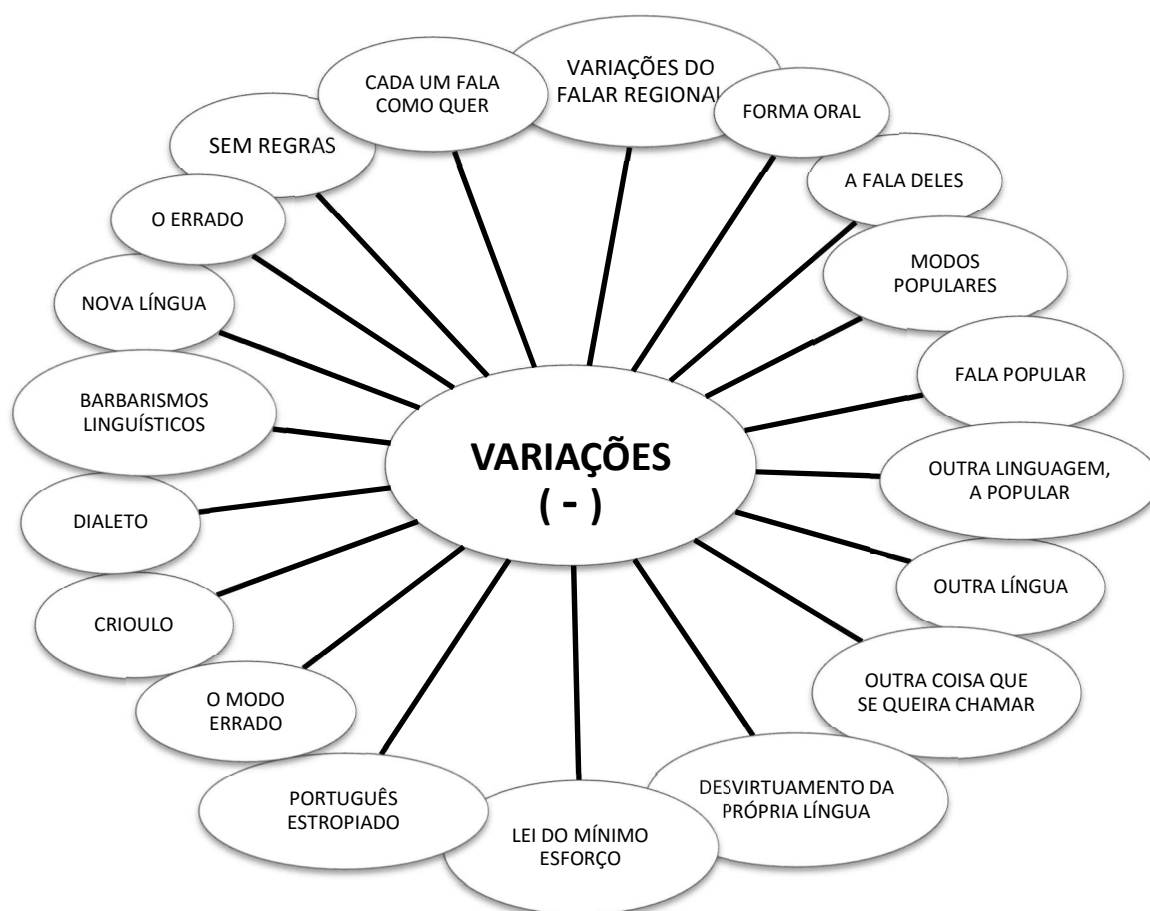 VARIAÇÕES DO
FALAR REGIONAL
FORMA ORAL
A FALA DELES
MODOS
POPULARES
FALA POPULAR
OUTRA LINGUAGEM,
A POPULAR
OUTRA LÍNGUA
OUTRA COISA QUE
SE QUEIRA CHAMAR
DESVIRTUAMENTO DA
PRÓPRIA LÍNGUA
LEI DO MÍNIMO
ESFORÇO
PORTUGUÊS
ESTROPIADO
O MODO
ERRADO
CRIOULO
DIALETO
BARBARISMOS
LINGUÍSTICOS
NOVA LÍNGUA
O ERRADO
SEM REGRAS
CADA UM FALA
COMO QUER
VARIAÇÕES
( - )